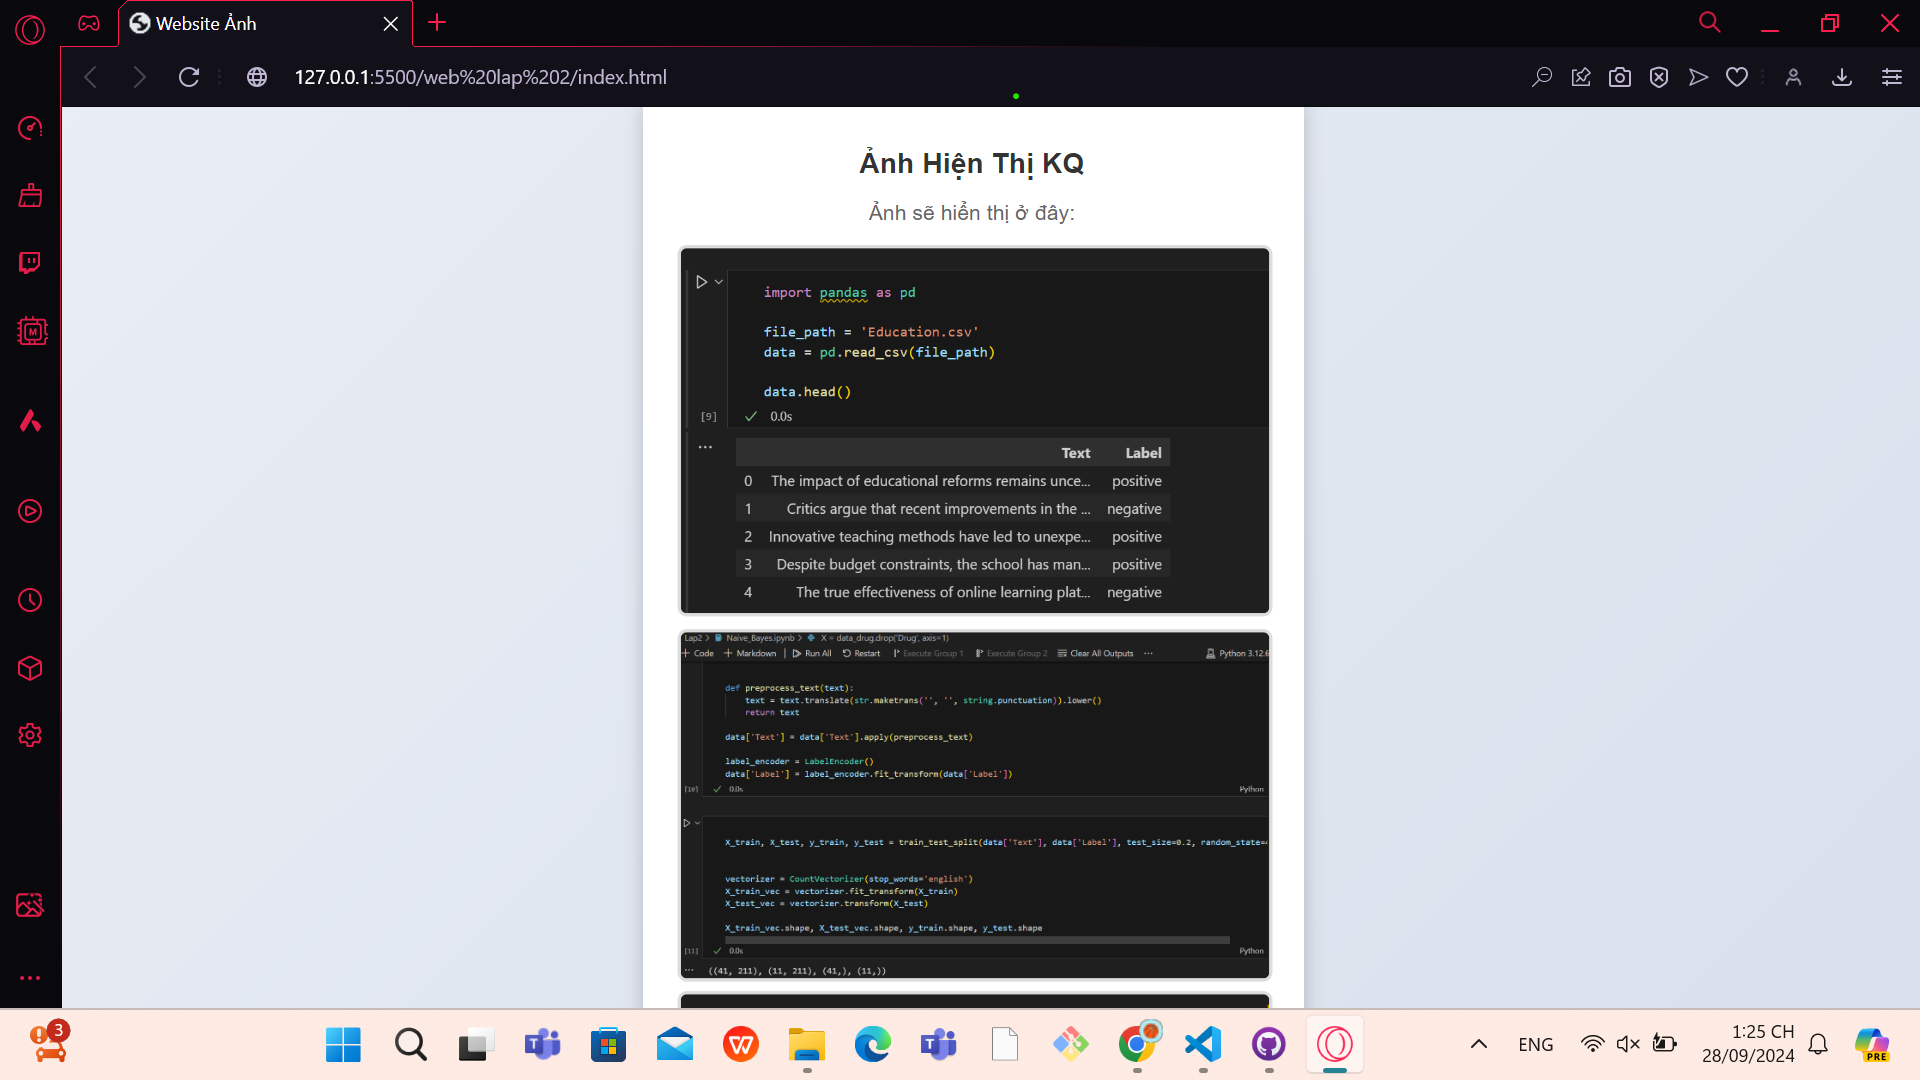 Website Ảnh
127.0.0.1:5500/web%20lap%202/index.html
Ảnh Hiện Thị KQ
Ảnh sẽ hiển thị ở đây:
import pandas as pd
file_path = 'Education.csv'
data = pd.read_csv(file_path)
data.head()
[9] 0.0s
Text Label
0 The impact of educational reforms remains unce... positive
1 Critics argue that recent improvements in the ... negative
2 Innovative teaching methods have led to unexpe... positive
3 Despite budget constraints, the school has man... positive
4 The true effectiveness of online learning plat... negative
Lap2 > Naive_Bayes.ipynb > X = data_drug.drop('Drug', axis=1)
+ Code + Markdown | Run All Restart Execute Group 1 Execute Group 2 Clear All Outputs ... Python 3.12.6
def preprocess_text(text):
text = text.translate(str.maketrans('', '', string.punctuation)).lower()
return text
data['Text'] = data['Text'].apply(preprocess_text)
label_encoder = LabelEncoder()
data['Label'] = label_encoder.fit_transform(data['Label'])
[10] 0.0s Python
X_train, X_test, y_train, y_test = train_test_split(data['Text'], data['Label'], test_size=0.2, random_state=
vectorizer = CountVectorizer(stop_words='english')
X_train_vec = vectorizer.fit_transform(X_train)
X_test_vec = vectorizer.transform(X_test)
X_train_vec.shape, X_test_vec.shape, y_train.shape, y_test.shape
[11] 0.0s Python
... ((41, 211), (11, 211), (41,), (11,))
3
ENG
1:25 CH
28/09/2024
PRE